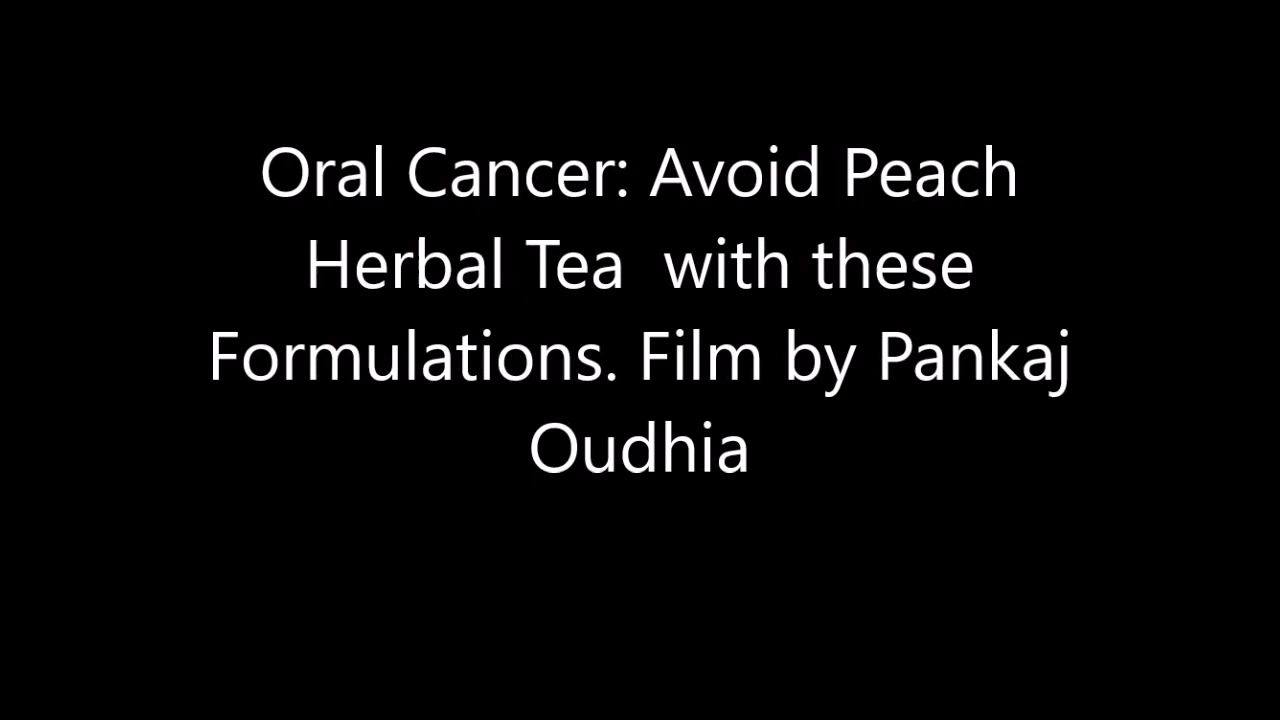 Oral Cancer: Avoid Peach
Herbal Tea  with these
Formulations. Film by Pankaj
Oudhia